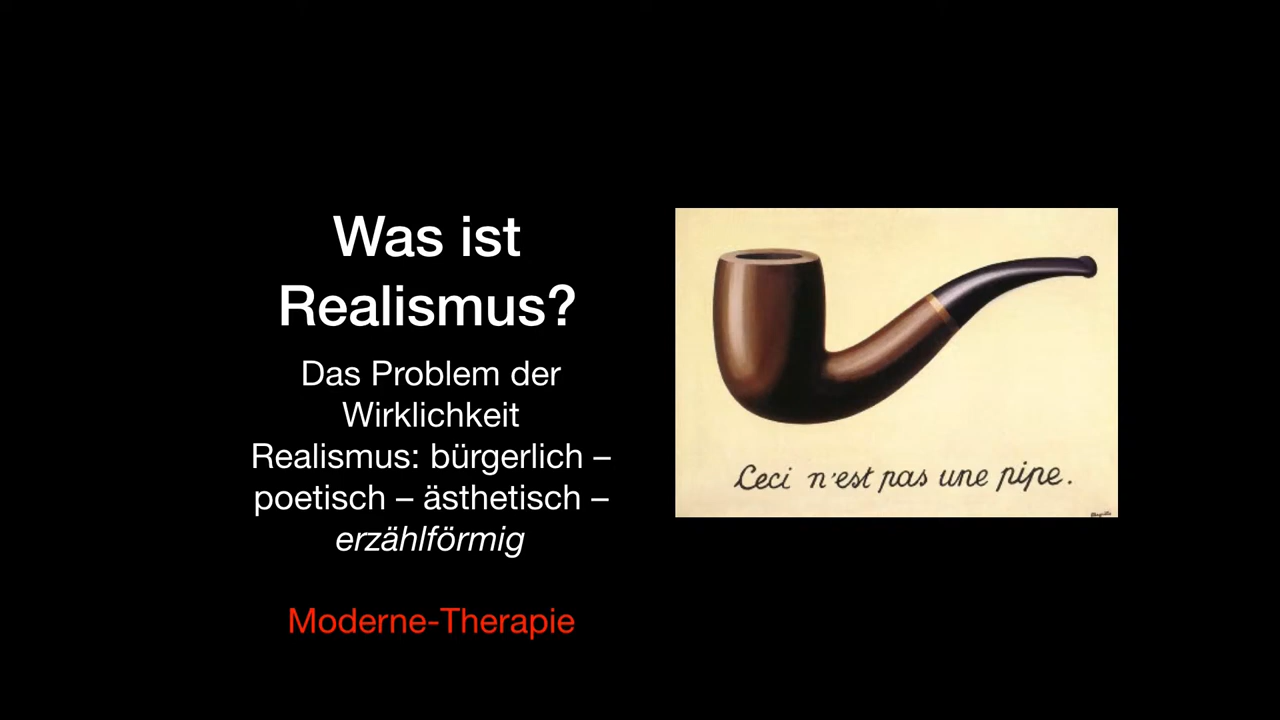 Was ist
Realismus?
Das Problem der
Wirklichkeit
Realismus: bürgerlich –
poetisch – ästhetisch –
erzählförmig
Moderne-Therapie
Ceci n'est pas une pipe.